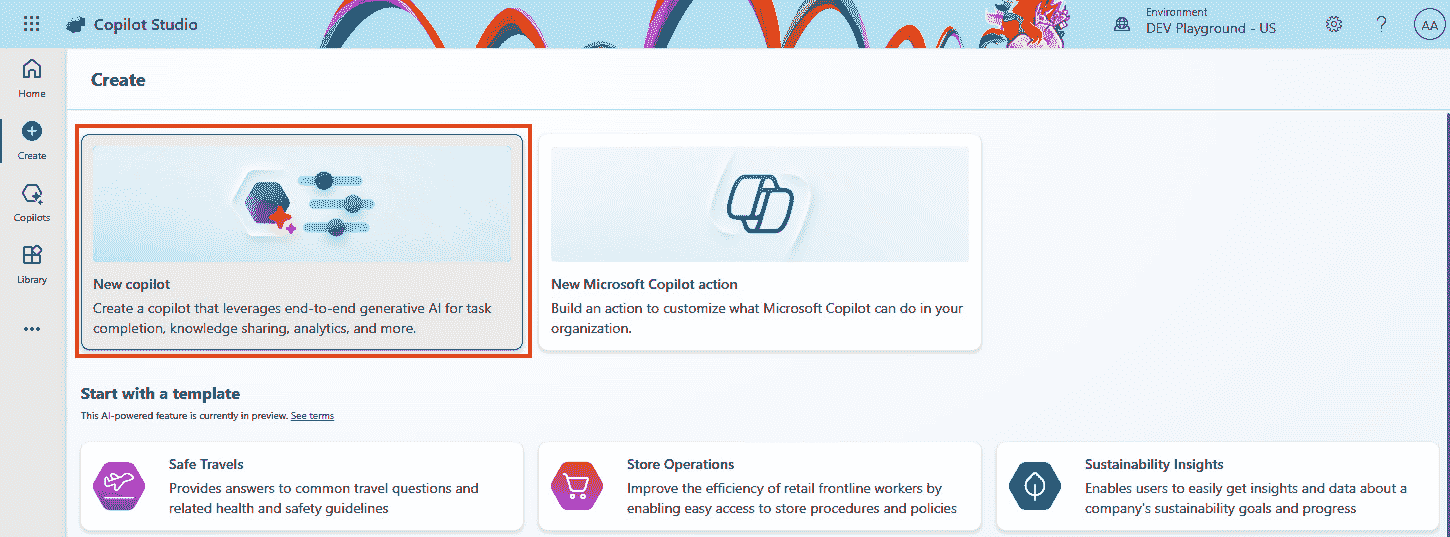 Copilot Studio
Environment
DEV Playground - US
?
AA
Home
Create
Copilots
Library
Create
New copilot
Create a copilot that leverages end-to-end generative AI for task
completion, knowledge sharing, analytics, and more.
New Microsoft Copilot action
Build an action to customize what Microsoft Copilot can do in your
organization.
Start with a template
This AI-powered feature is currently in preview. See terms
Safe Travels
Provides answers to common travel questions and
related health and safety guidelines
Store Operations
Improve the efficiency of retail frontline workers by
enabling easy access to store procedures and policies
Sustainability Insights
Enables users to easily get insights and data about a
company's sustainability goals and progress